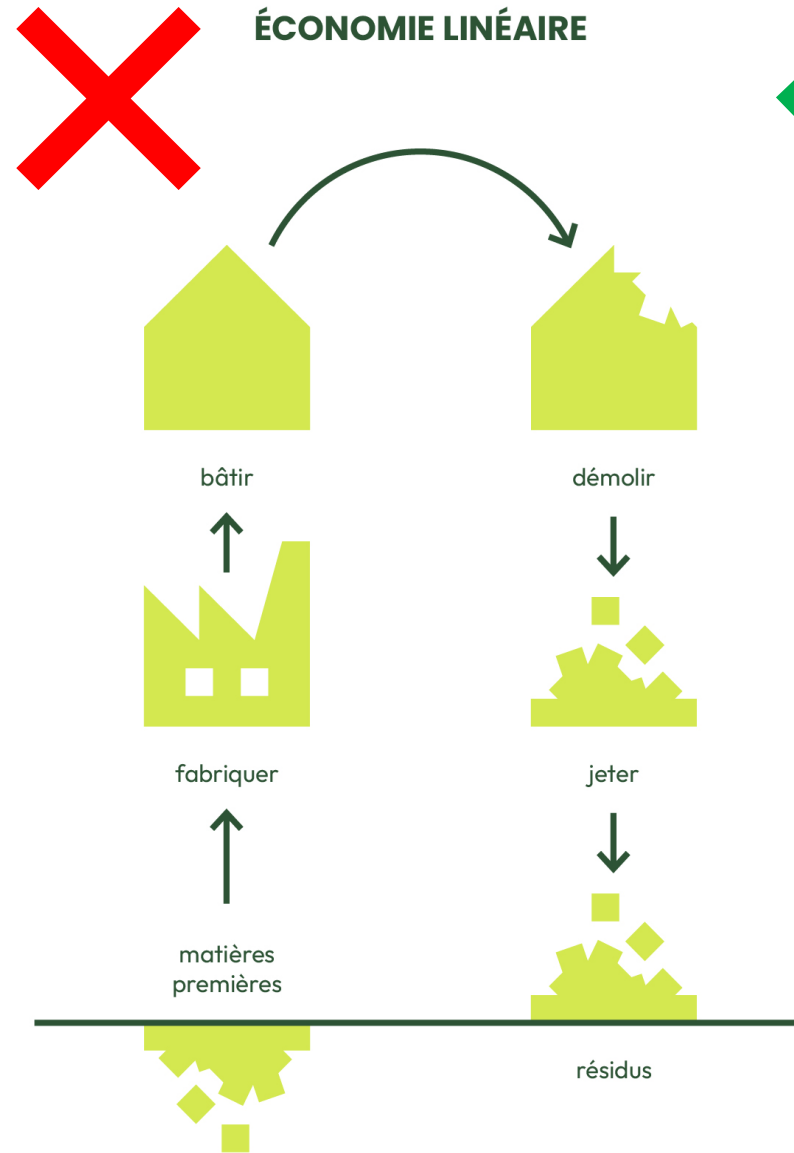 ÉCONOMIE LINÉAIRE
bâtir
démolir
fabriquer
jeter
matières
premières
résidus